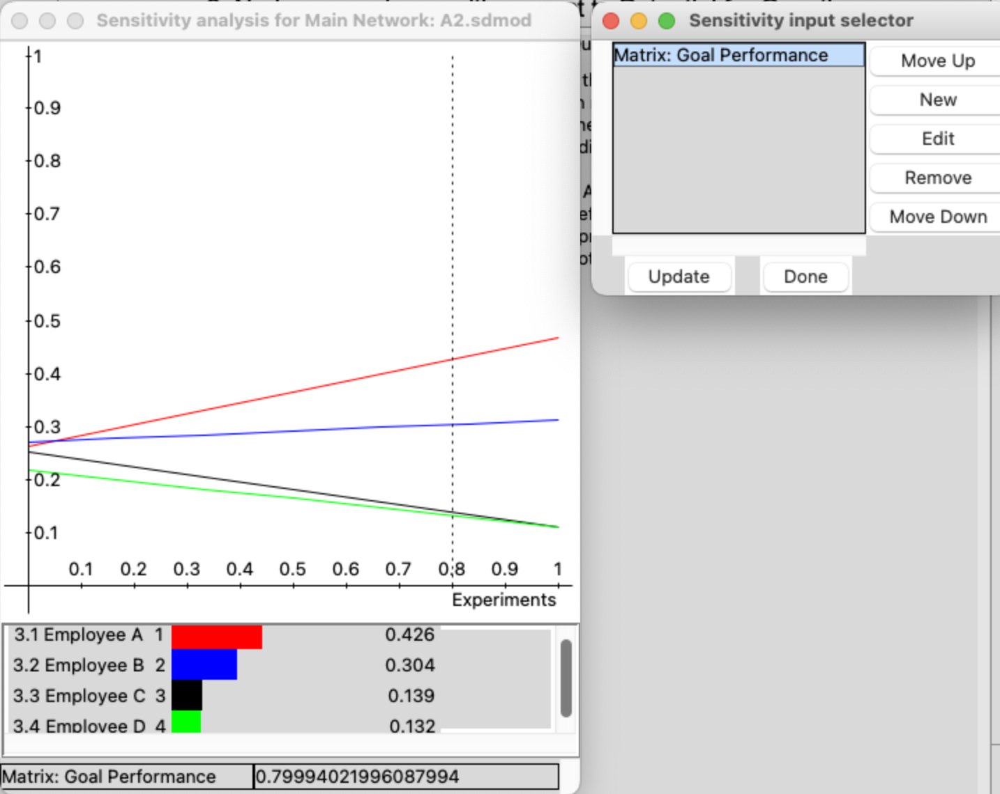 Sensitivity analysis for Main Network: A2.sdmod
1
0.9
0.8
0.7
0.6
0.5
0.4
0.3
0.2
0.1
0.1 0.2 0.3 0.4 0.5 0.6 0.7 0.8 0.9 1
Experiments
3.1 Employee A 1 0.426
3.2 Employee B 2 0.304
3.3 Employee C 3 0.139
3.4 Employee D 4 0.132
Matrix: Goal Performance 0.79994021996087994
Sensitivity input selector
Matrix: Goal Performance
Move Up
New
Edit
Remove
Move Down
Update Done